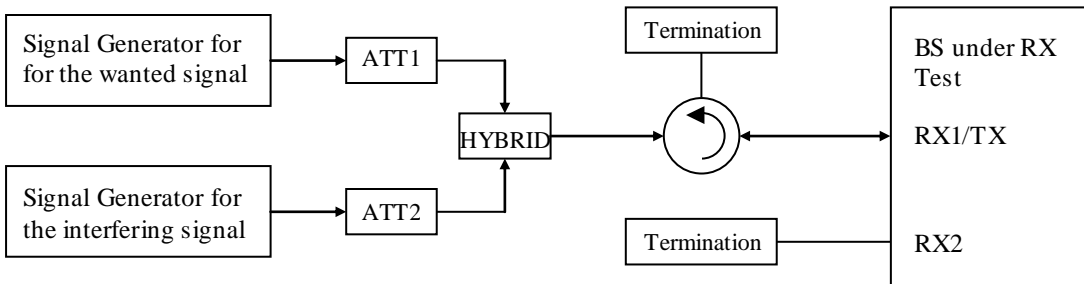 Signal Generator for
for the wanted signal
ATT1
HYBRID
Signal Generator for
the interfering signal
ATT2
Termination
Termination
BS under RX
Test
RX1/TX
RX2